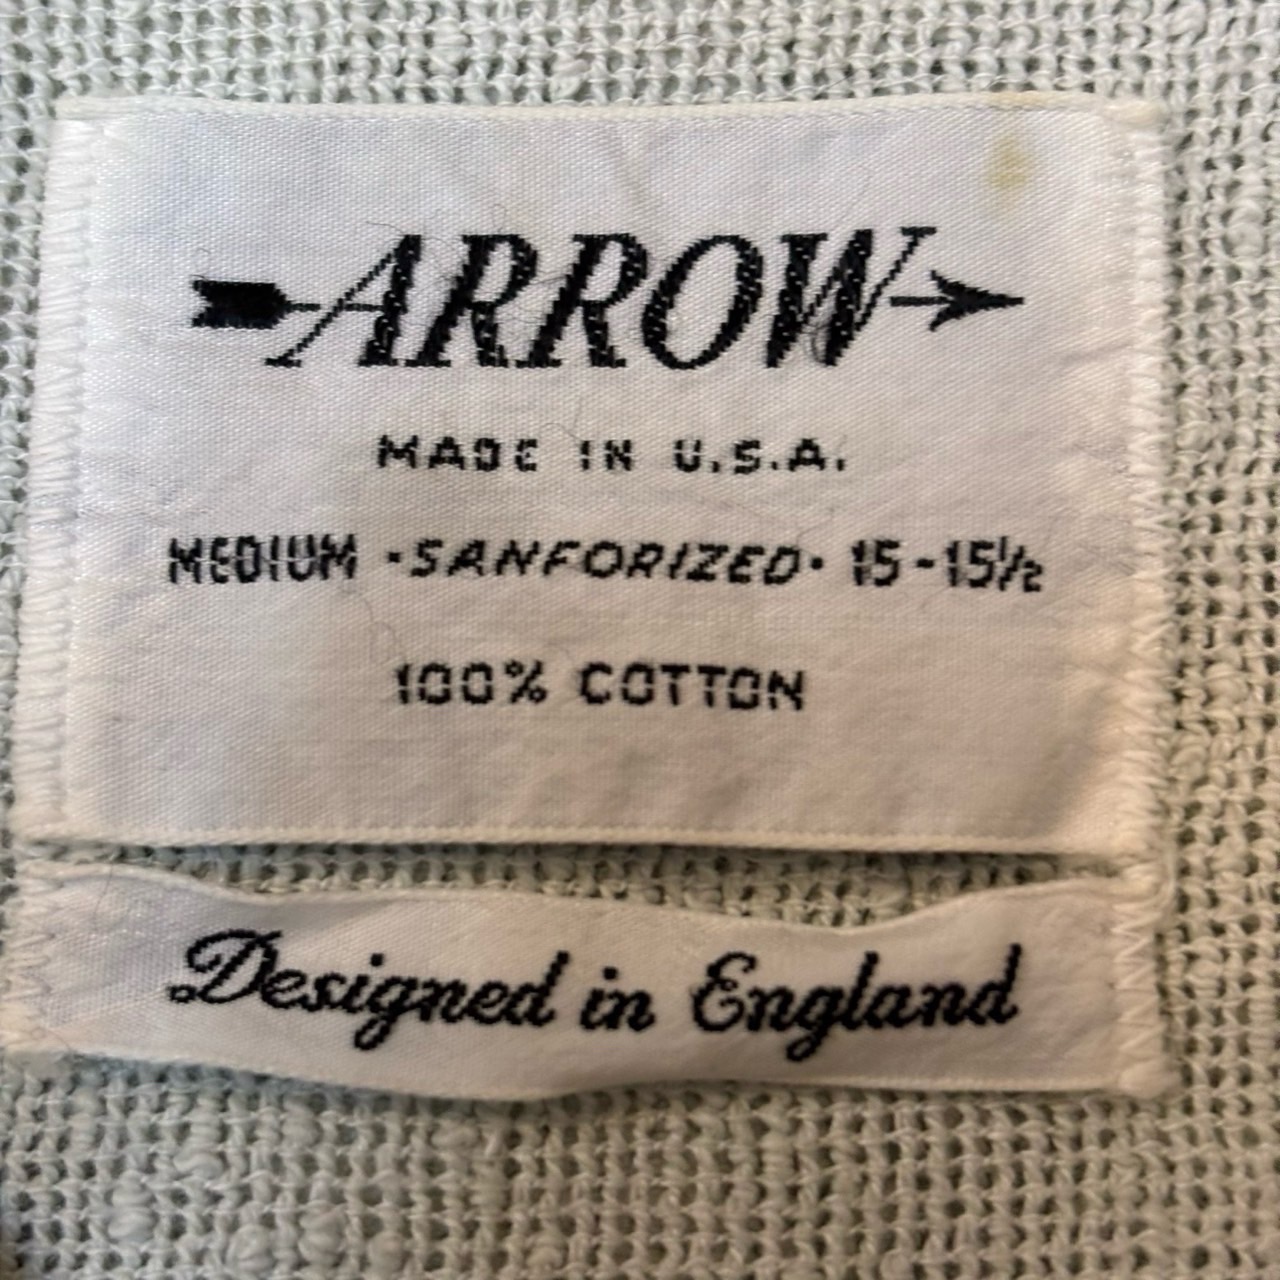 ARROW
MADE IN U.S.A.
MEDIUM ·SANFORIZED· 15-15½
100% COTTON
Designed in England